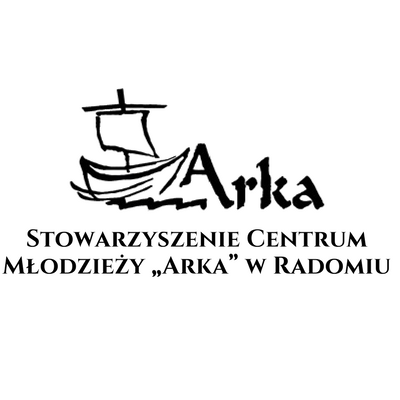 Arka
Stowarzyszenie Centrum
Młodzieży „Arka” w Radomiu